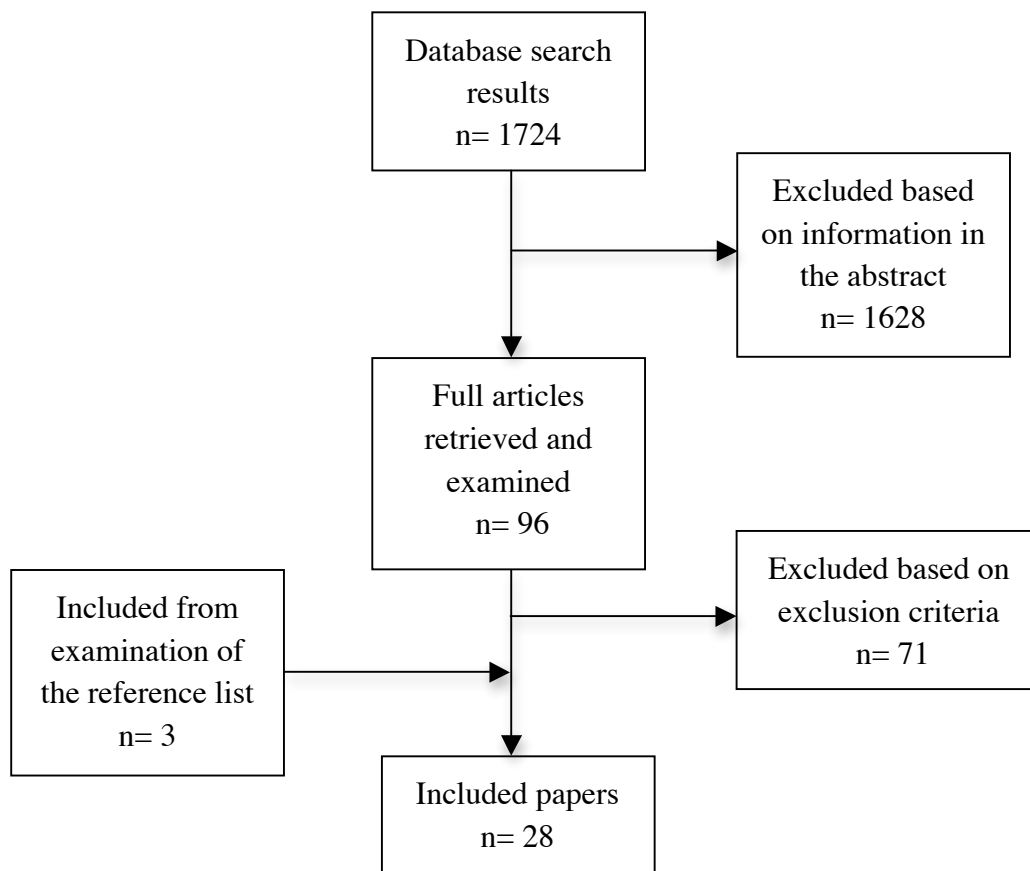 Database search
results
n= 1724
Excluded based
on information in
the abstract
n= 1628
Full articles
retrieved and
examined
n= 96
Excluded based on
exclusion criteria
n= 71
Included from
examination of
the reference list
n= 3
Included papers
n= 28